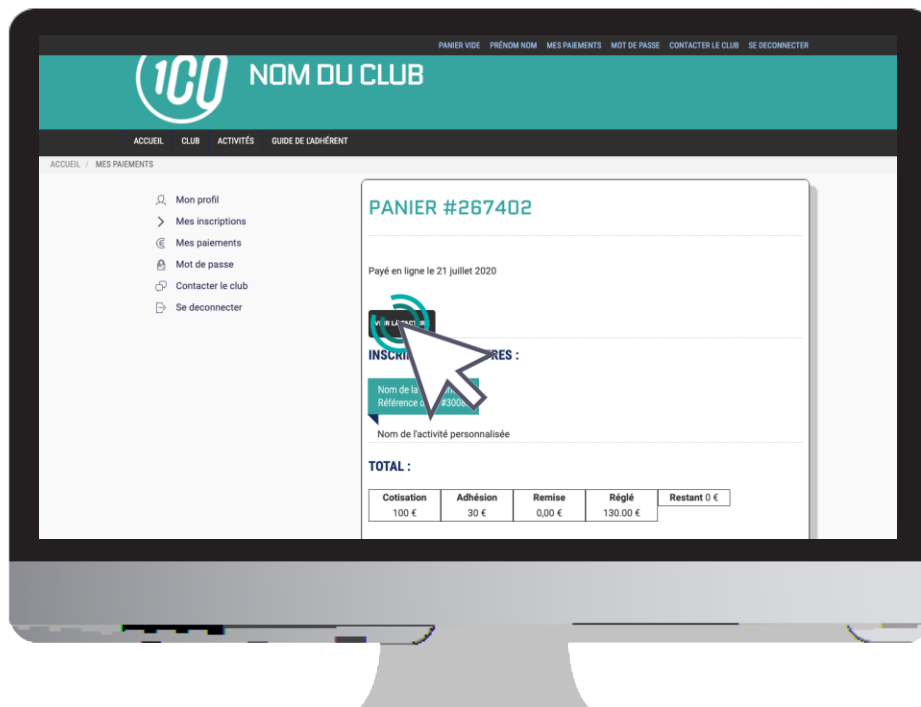 PANIER VIDE PRÉNOM NOM MES PAIEMENTS MOT DE PASSE CONTACTER LE CLUB SE DECONNECTER
NOM DU CLUB
ACCUEIL CLUB ACTIVITÉS GUIDE DE L'ADHÉRENT
ACCUEIL / MES PAIEMENTS
Mon profil
Mes inscriptions
Mes paiements
Mot de passe
Contacter le club
Se deconnecter
PANIER #267402
Payé en ligne le 21 juillet 2020
:
Nom de la
Référence
Nom de l'activité personnalisée
TOTAL :
Cotisation Adhésion Remise Réglé Restant 0 €
100 € 30 € 0,00 € 130.00 €